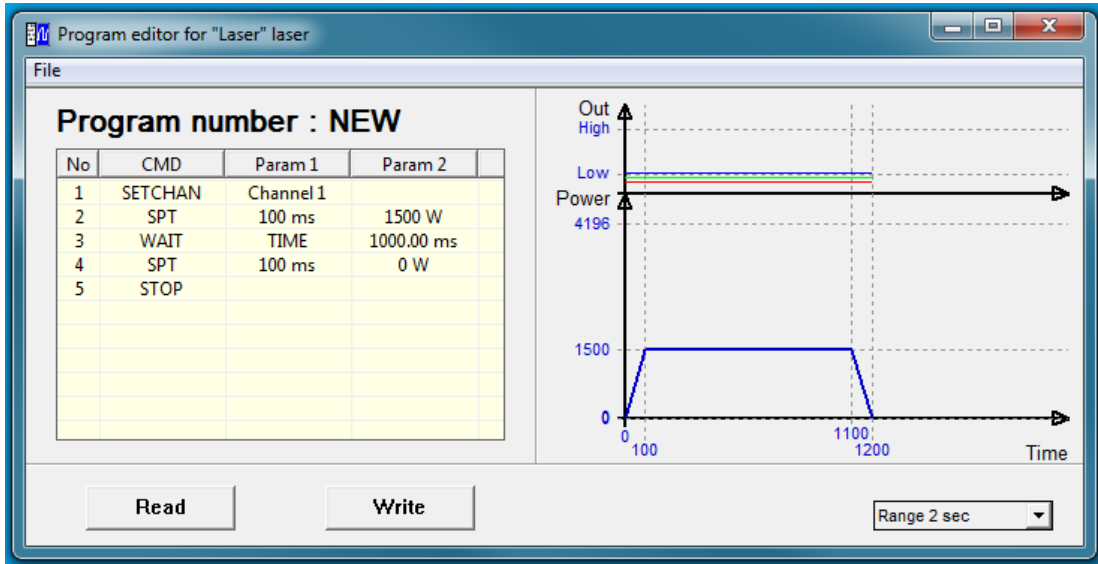 Program editor for "Laser" laser
File
Program number : NEW
No CMD Param 1 Param 2
1 SETCHAN Channel 1
2 SPT 100 ms 1500 W
3 WAIT TIME 1000.00 ms
4 SPT 100 ms 0 W
5 STOP
Out
High
Low
Power
4196
1500
0
0 1100
100 1200
Time
Read Write
Range 2 sec